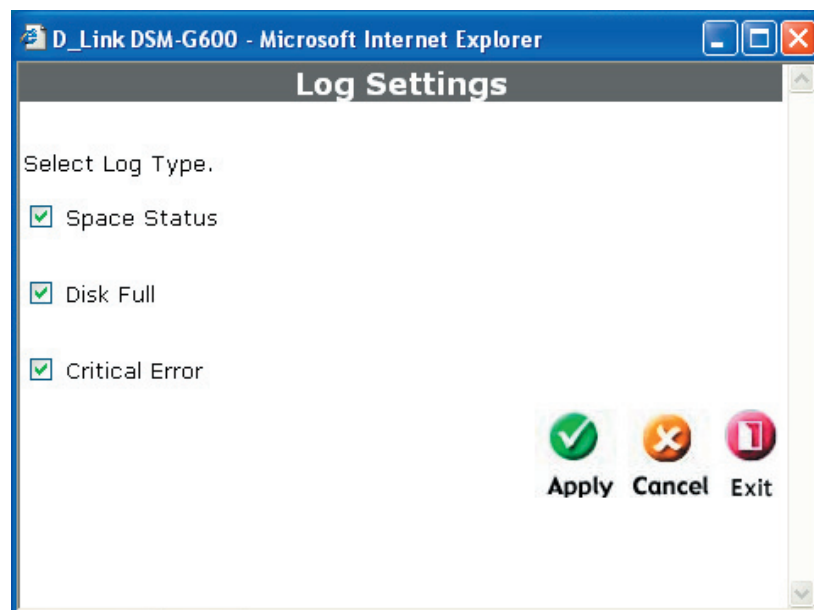 D_Link DSM-G600 - Microsoft Internet Explorer
Log Settings
Select Log Type.
Space Status
Disk Full
Critical Error
Apply Cancel Exit